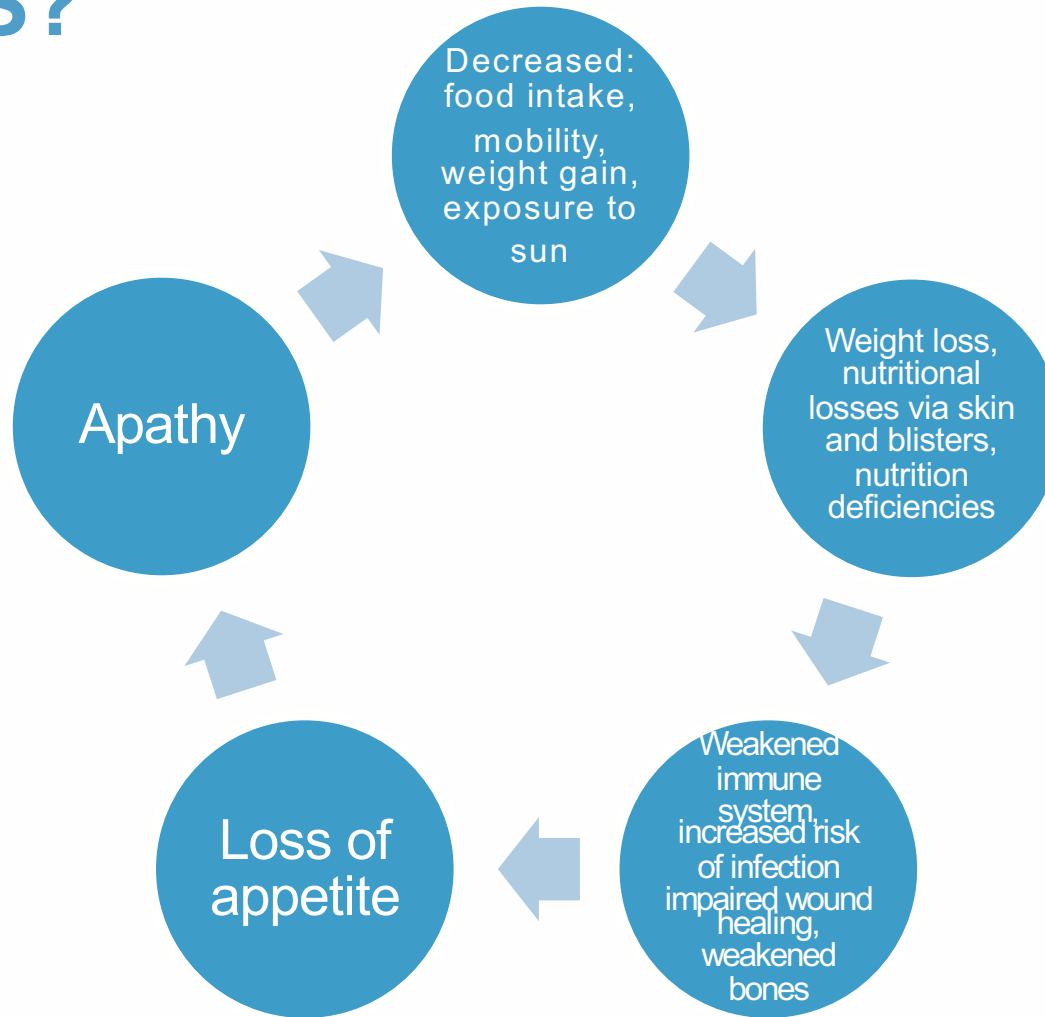 S?
Decreased:
food intake,
mobility,
weight gain,
exposure to
sun
Weight loss,
nutritional
losses via skin
and blisters,
nutrition
deficiencies
Weakened
immune
system,
increased risk
of infection
impaired wound
healing,
weakened
bones
Loss of
appetite
Apathy